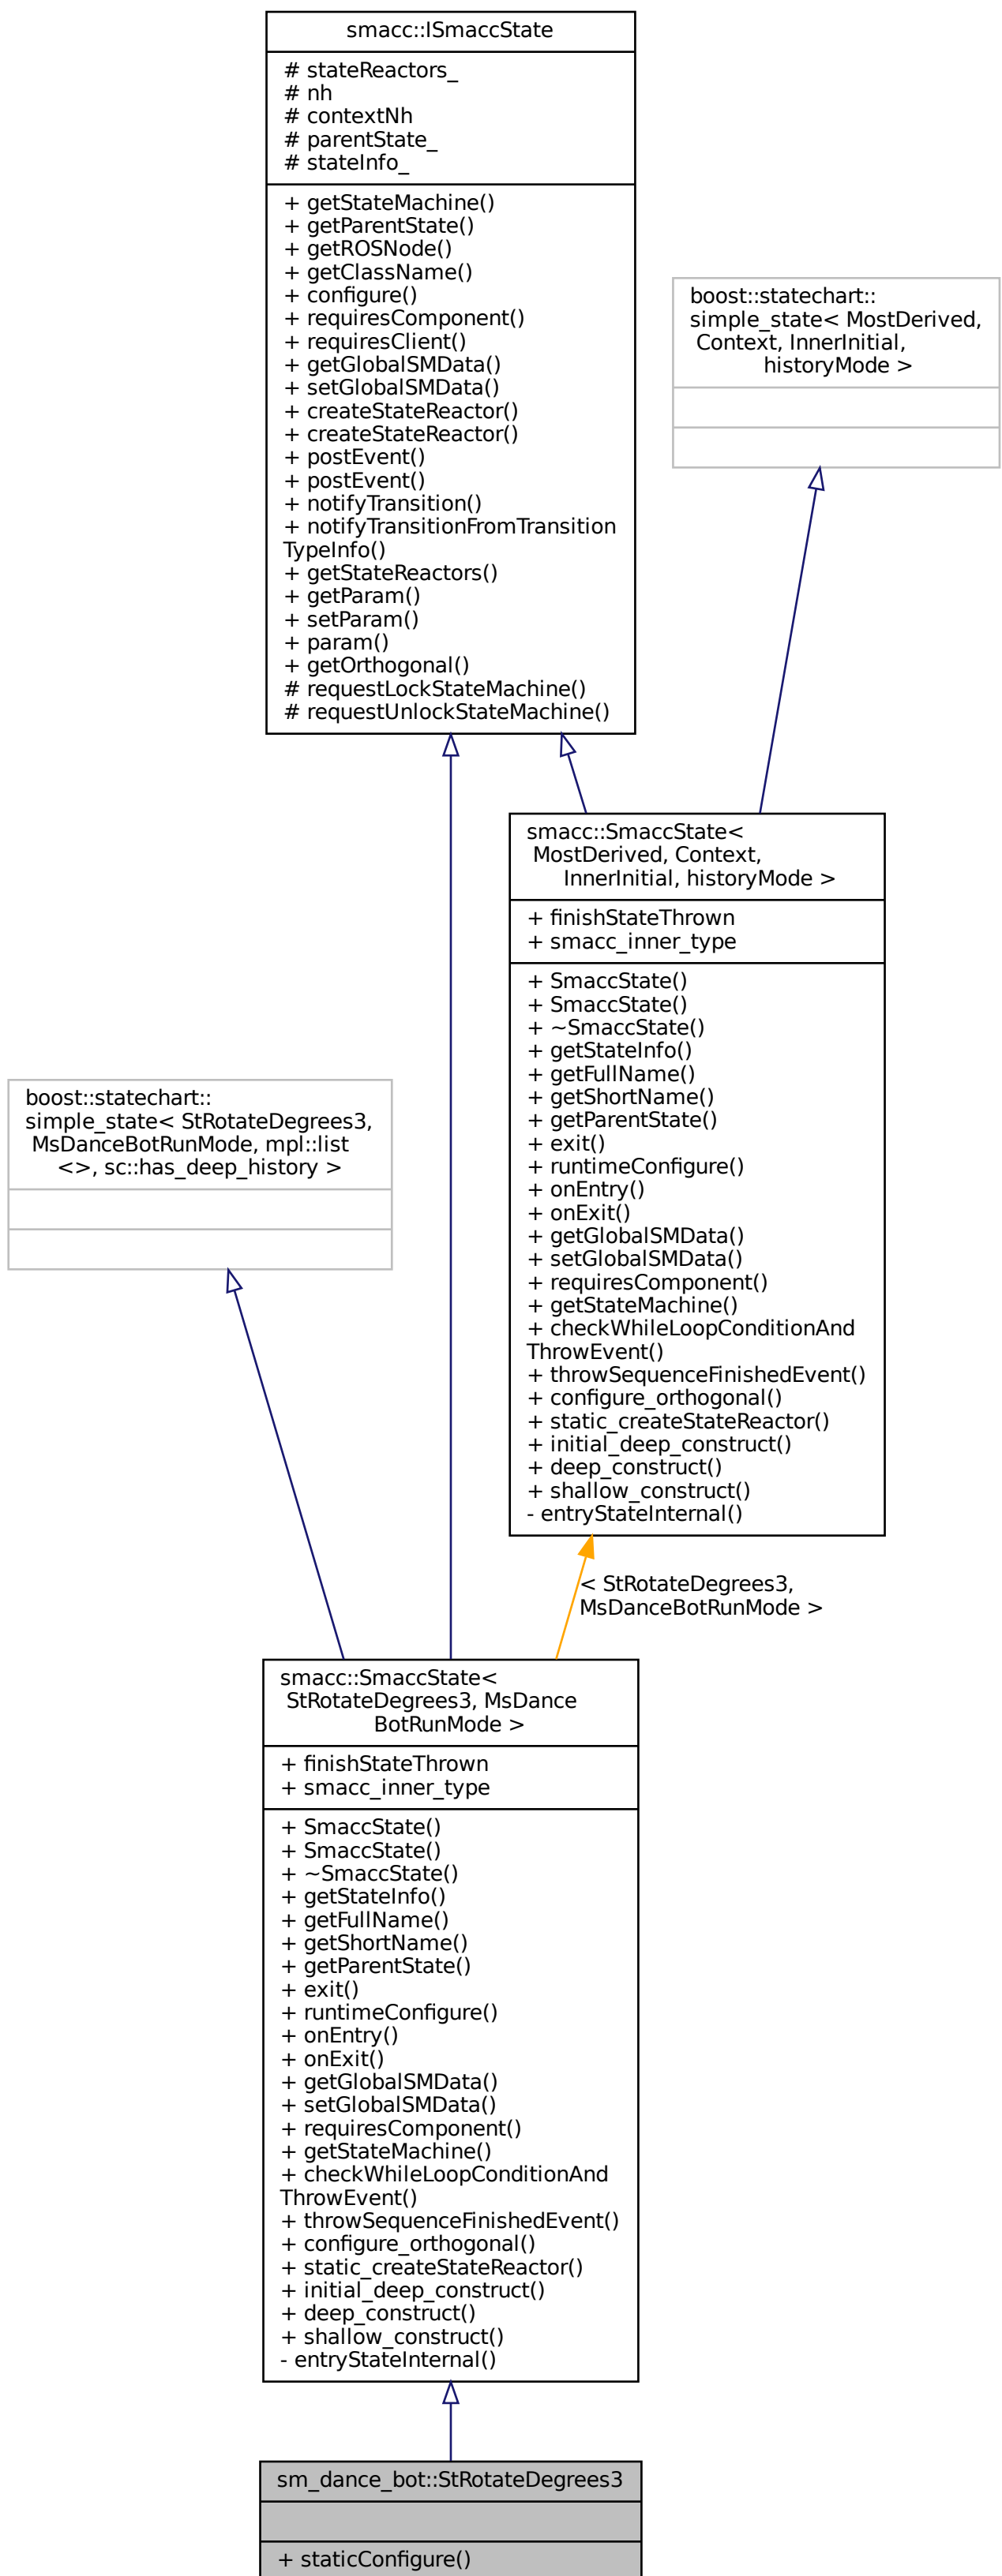 smacc::ISmaccState
# stateReactors_
# nh
# contextNh
# parentState_
# stateInfo_
+ getStateMachine()
+ getParentState()
+ getROSNode()
+ getClassName()
+ configure()
+ requiresComponent()
+ requiresClient()
+ getGlobalSMData()
+ setGlobalSMData()
+ createStateReactor()
+ createStateReactor()
+ postEvent()
+ postEvent()
+ notifyTransition()
+ notifyTransitionFromTransition
TypeInfo()
+ getStateReactors()
+ getParam()
+ setParam()
+ param()
+ getOrthogonal()
# requestLockStateMachine()
# requestUnlockStateMachine()
boost::statechart::
simple_state< MostDerived,
Context, InnerInitial,
historyMode >
smacc::SmaccState<
MostDerived, Context,
InnerInitial, historyMode >
+ finishStateThrown
+ smacc_inner_type
+ SmaccState()
+ SmaccState()
+ ~SmaccState()
+ getStateInfo()
+ getFullName()
+ getShortName()
+ getParentState()
+ exit()
+ runtimeConfigure()
+ onEntry()
+ onExit()
+ getGlobalSMData()
+ setGlobalSMData()
+ requiresComponent()
+ getStateMachine()
+ checkWhileLoopConditionAnd
ThrowEvent()
+ throwSequenceFinishedEvent()
+ configure_orthogonal()
+ static_createStateReactor()
+ initial_deep_construct()
+ deep_construct()
+ shallow_construct()
- entryStateInternal()
boost::statechart::
simple_state< StRotateDegrees3,
MsDanceBotRunMode, mpl::list
<>, sc::has_deep_history >
< StRotateDegrees3,
MsDanceBotRunMode >
smacc::SmaccState<
StRotateDegrees3, MsDance
BotRunMode >
+ finishStateThrown
+ smacc_inner_type
+ SmaccState()
+ SmaccState()
+ ~SmaccState()
+ getStateInfo()
+ getFullName()
+ getShortName()
+ getParentState()
+ exit()
+ runtimeConfigure()
+ onEntry()
+ onExit()
+ getGlobalSMData()
+ setGlobalSMData()
+ requiresComponent()
+ getStateMachine()
+ checkWhileLoopConditionAnd
ThrowEvent()
+ throwSequenceFinishedEvent()
+ configure_orthogonal()
+ static_createStateReactor()
+ initial_deep_construct()
+ deep_construct()
+ shallow_construct()
- entryStateInternal()
sm_dance_bot::StRotateDegrees3
+ staticConfigure()